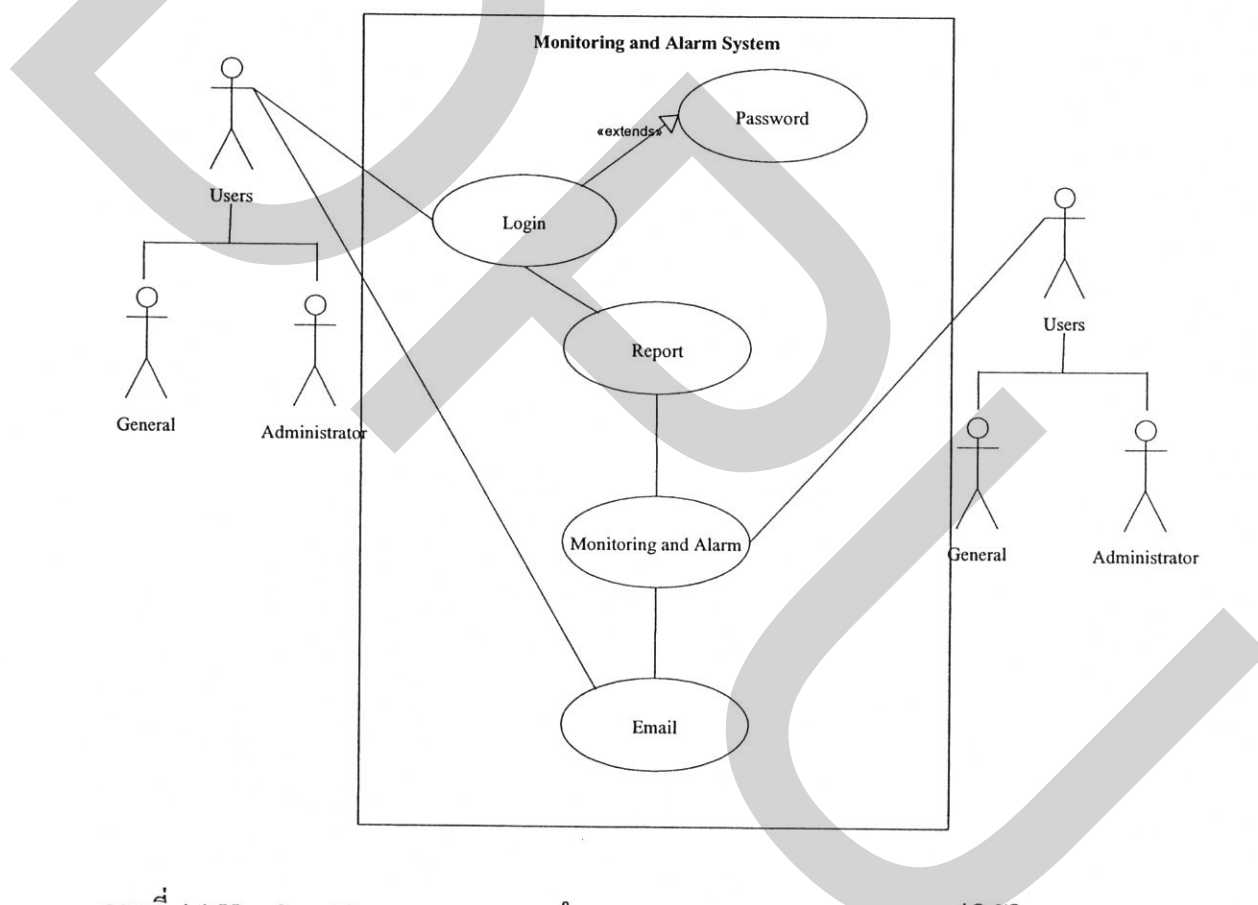 Monitoring and Alarm System
Password
«extends»
Users
Login
General
Administrator
Report
Users
Monitoring and Alarm
General
Administrator
Email